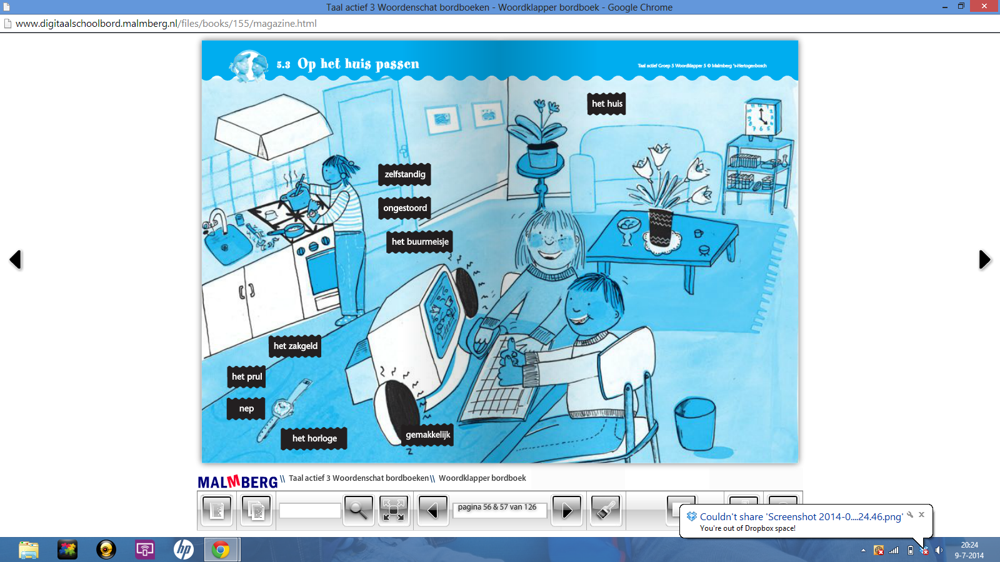 Taal actief 3 Woordenschat bordboeken - Woordklapper bordboek - Google Chrome
www.digitaalschoolbord.malmberg.nl/files/books/155/magazine.html
5.3 Op het huis passen
Taal actief Groep 5 Woordklapper 5 © Malmberg 's-Hertogenbosch
het huis
zelfstandig
ongestoord
het buurmeisje
het zakgeld
het prul
nep
het horloge
gemakkelijk
MALMBERG \\ Taal actief 3 Woordenschat bordboeken \\ Woordklapper bordboek
pagina 56 & 57 van 126
Couldn't share 'Screenshot 2014-0....24.46.png'
You're out of Dropbox space!
hp
20:24
9-7-2014